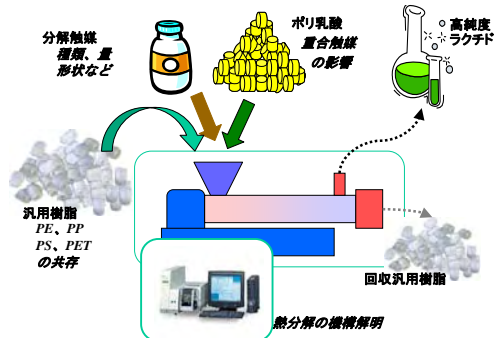 分解触媒
種類、量
形状など
ポリ乳酸
重合触媒
の影響
高純度
ラクチド
汎用樹脂
PE、PP
PS、PET
の共存
回収汎用樹脂
熱分解の機構解明